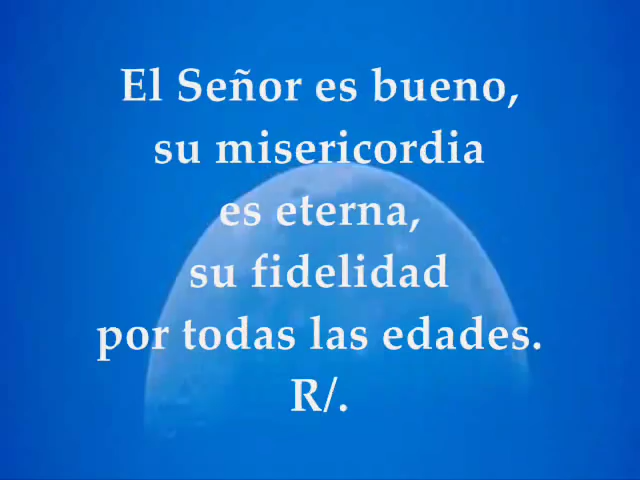 El Señor es bueno,
su misericordia
es eterna,
su fidelidad
por todas las edades.
R/.